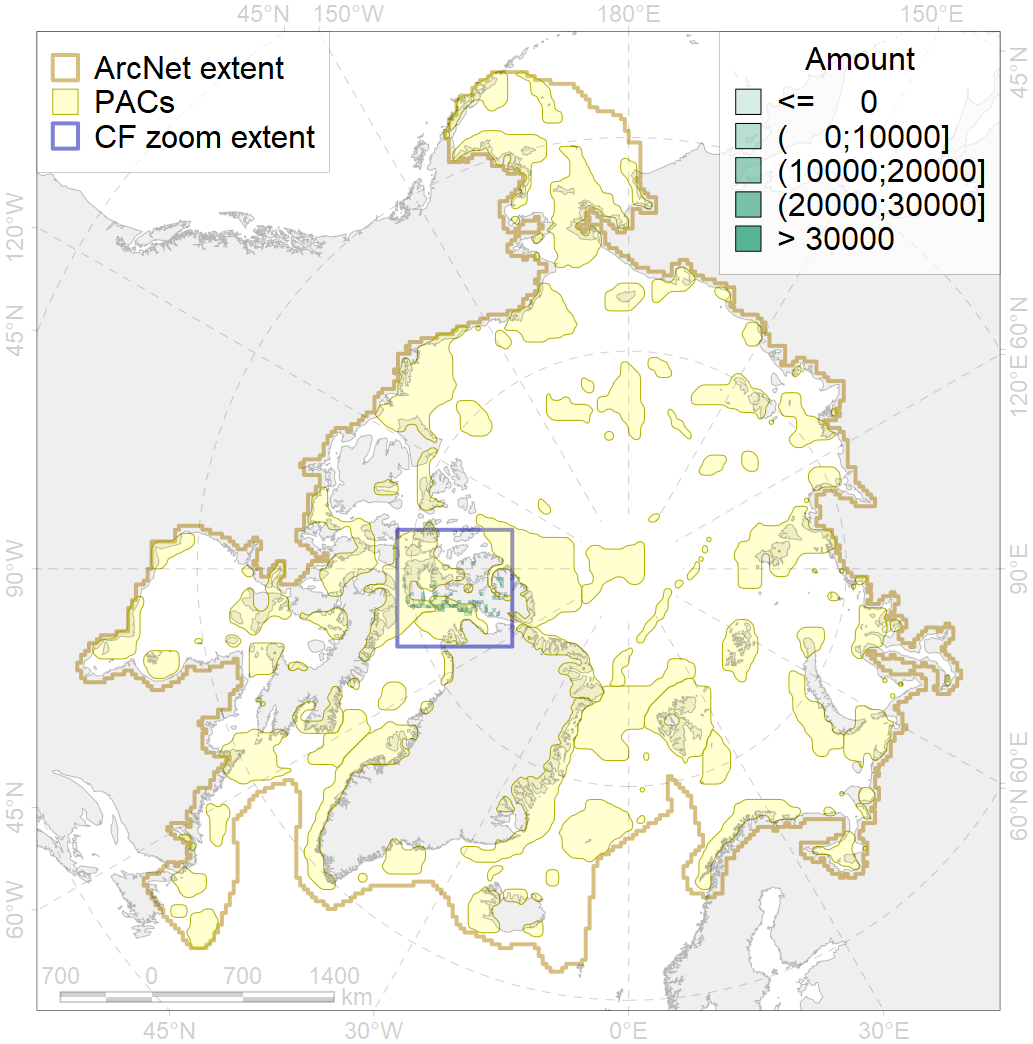 45°N 150°W 180°E 150°E
ArcNet extent
PACs
CF zoom extent
Amount
<= 0
( 0;10000]
(10000;20000]
(20000;30000]
> 30000
45°N
120°W
45°N
90°W
45°N
60°W
60°N
120°E
90°E
60°E
60°N
700 0 700 1400
km
45°N 30°W 0°E 30°E